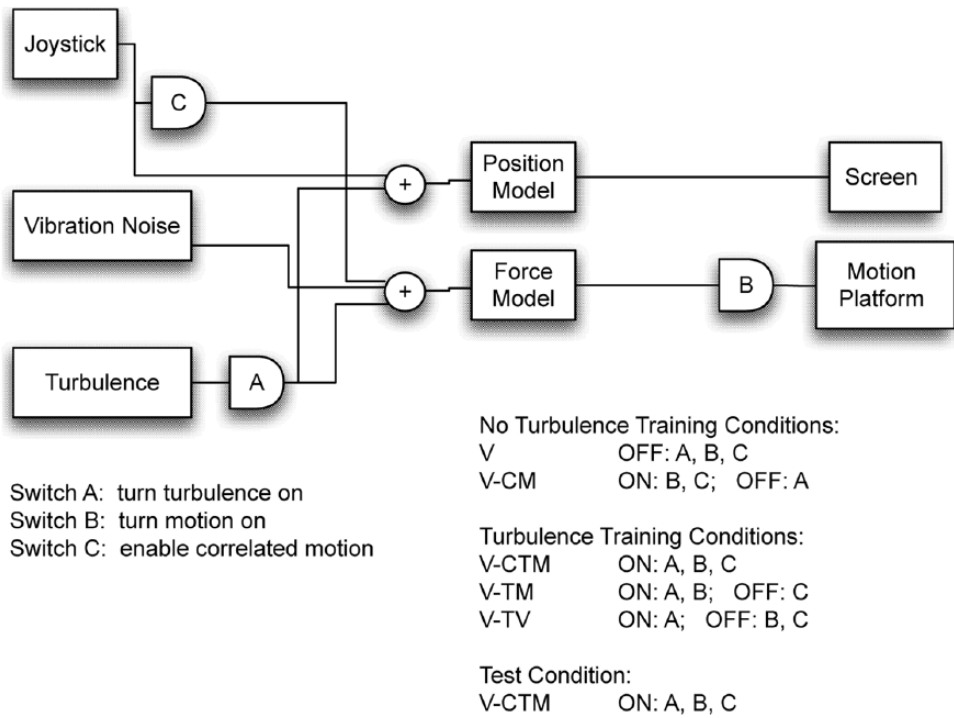 Joystick
C
+
Position
Model
Screen
Vibration Noise
+
Force
Model
B
Motion
Platform
Turbulence
A
Switch A:  turn turbulence on
Switch B:  turn motion on
Switch C:  enable correlated motion
No Turbulence Training Conditions:
V OFF: A, B, C
V-CM ON: B, C;  OFF: A
Turbulence Training Conditions:
V-CTM ON: A, B, C
V-TM ON: A, B;  OFF: C
V-TV ON: A;  OFF: B, C
Test Condition:
V-CTM ON: A, B, C